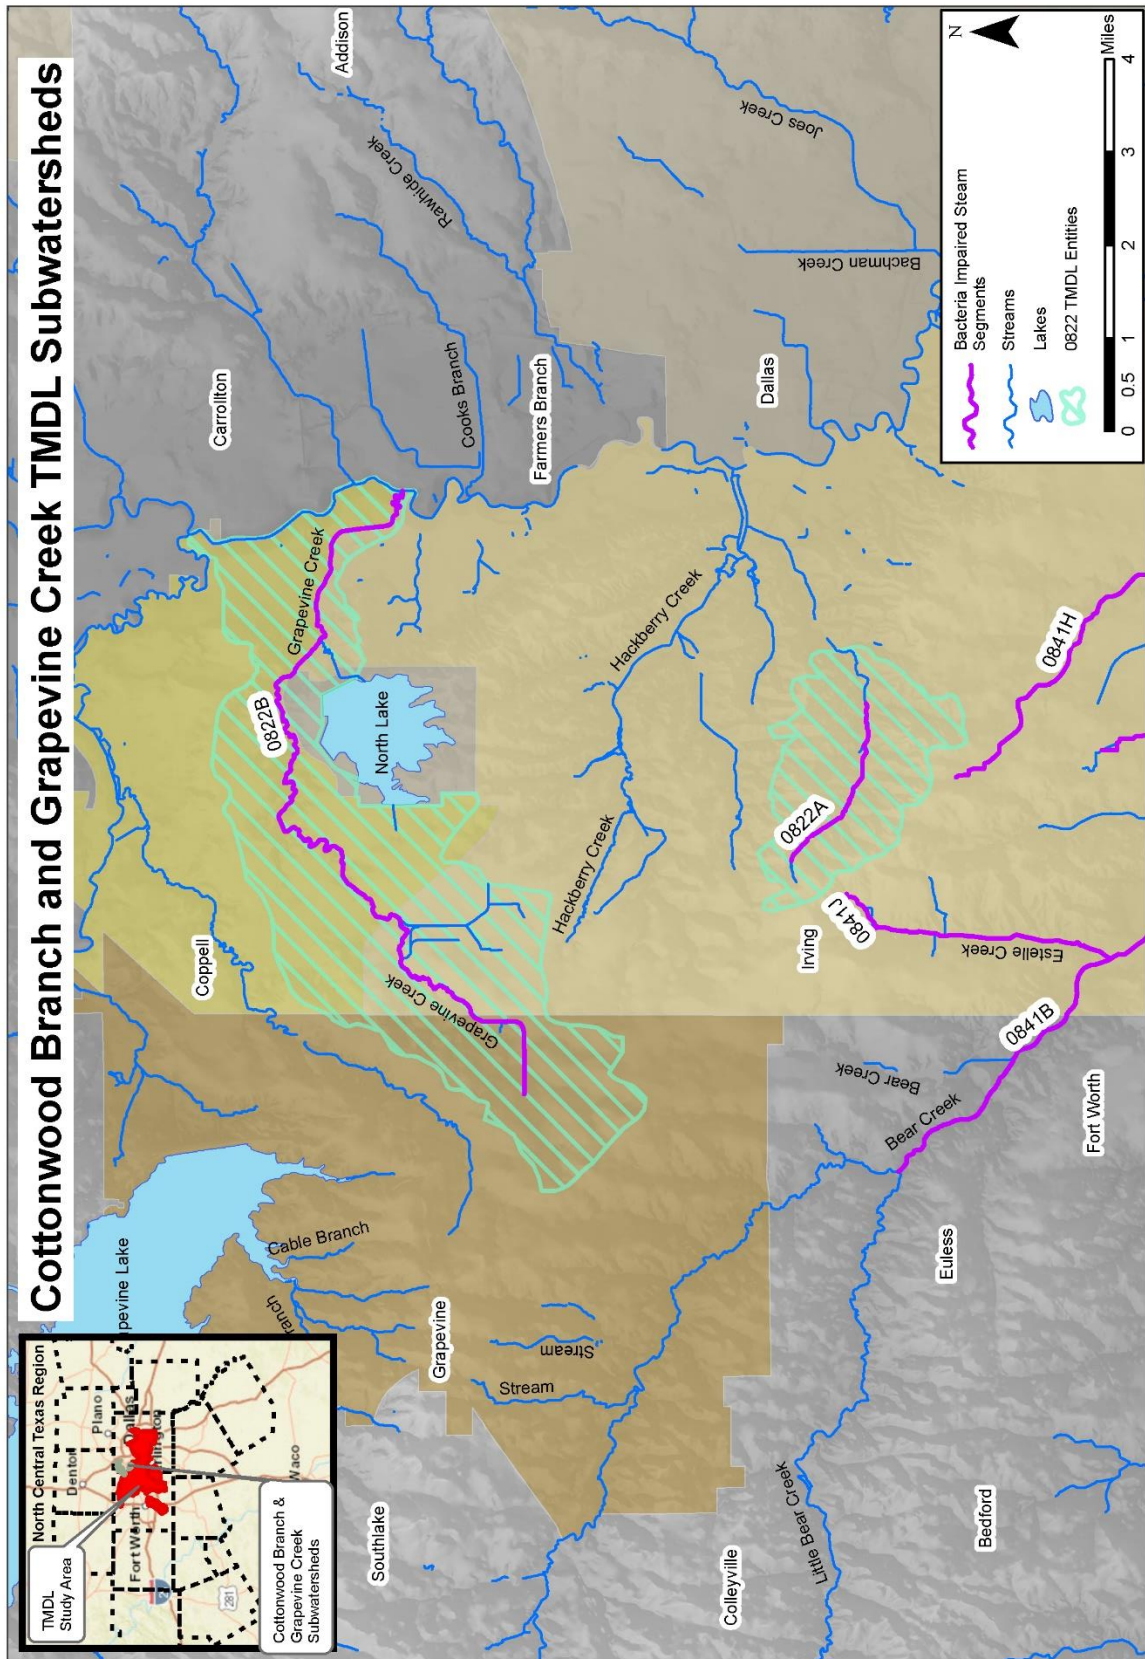 Cottonwood Branch and Grapevine Creek TMDL Subwatersheds
North Central Texas Region
TMDL
Study Area
Denton
Plano
Dallas
Fort Worth
Waco
281
Cottonwood Branch &
Grapevine Creek
Subwatersheds
Addison
Carrollton
Rawhide Creek
Cooks Branch
Farmers Branch
Joes Creek
Bachman Creek
Dallas
Grapevine Creek
0822B
North Lake
Coppell
Grapevine Creek
Hackberry Creek
Hackberry Creek
0822A
Irving
0841J
Estelle Creek
0841H
0841B
Bear Creek
Bear Creek
Fort Worth
Euless
Cable Branch
Grapevine
Stream
Stream
Southlake
Colleyville
Little Bear Creek
Bedford
N
Bacteria Impaired Steam
Segments
Streams
Lakes
0822 TMDL Entities
Miles
0 0.5 1 2 3 4